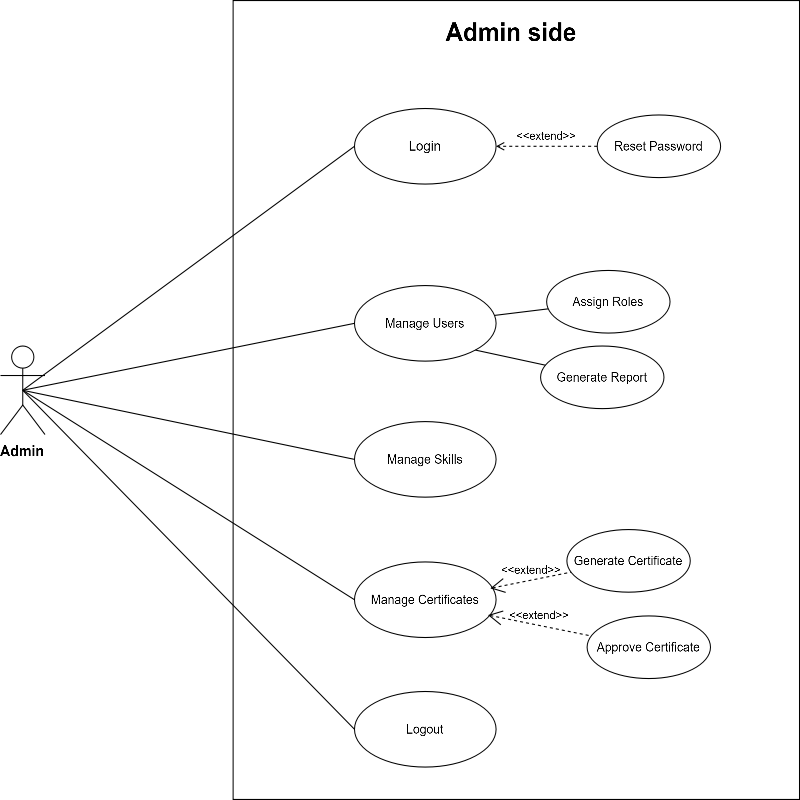 Admin side
Login
<<extend>>
Reset Password
Manage Users
Assign Roles
Generate Report
Admin
Manage Skills
Manage Certificates
<<extend>>
Generate Certificate
<<extend>>
Approve Certificate
Logout